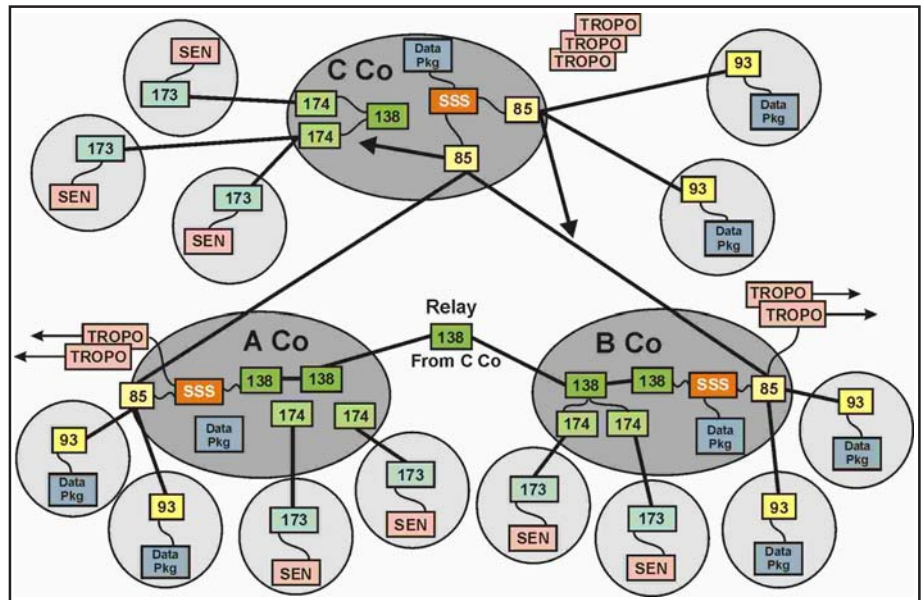 TROPO
TROPO
TROPO
SEN
173
C Co
Data
Pkg
174
138
SSS
85
174
85
93
Data
Pkg
173
SEN
173
SEN
93
Data
Pkg
Relay
138
From C Co
TROPO
TROPO
A Co
138
138
SSS
85
174
174
Data
Pkg
93
Data
Pkg
93
Data
Pkg
173
SEN
173
SEN
TROPO
TROPO
B Co
138
138
SSS
85
174
174
Data
Pkg
93
Data
Pkg
173
SEN
173
SEN
93
Data
Pkg